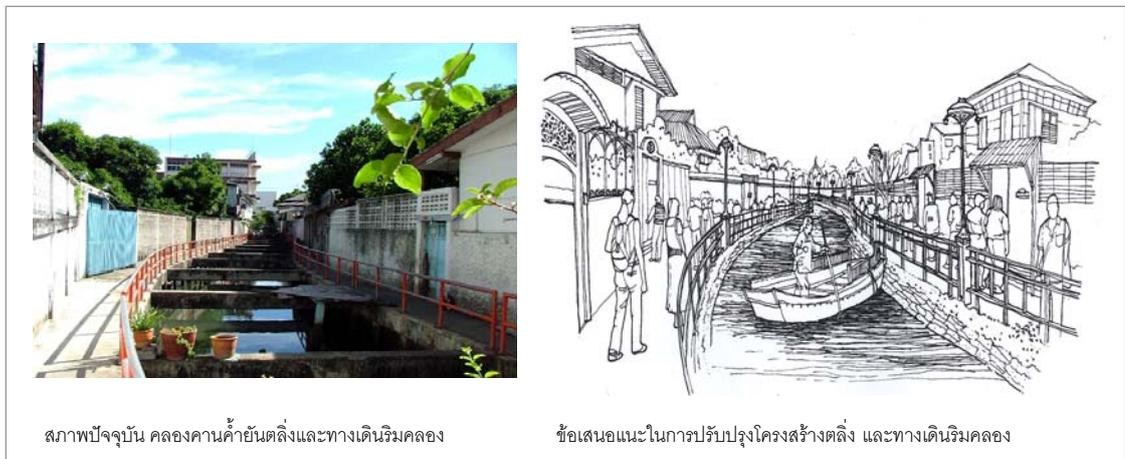 สภาพปัจจุบัน คลองคานค้ำยันตลิ่งและทางเดินริมคลอง
ข้อเสนอแนะในการปรับปรุงโครงสร้างตลิ่ง และทางเดินริมคลอง